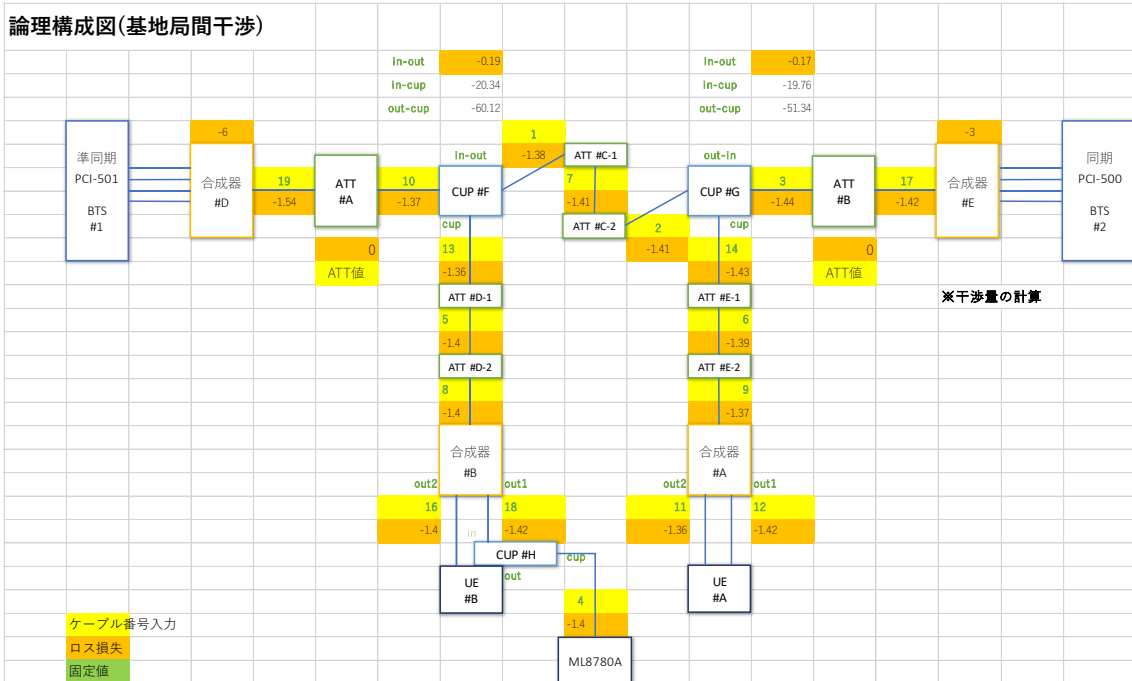 論理構成図(基地局間干渉)
in-out -0.19 in-out -0.17
in-cup -20.34 in-cup -19.76
out-cup -60.12 out-cup -51.34
-6 1 -3
準同期 in-out -1.38 ATT #C-1 out-in 同期
PCI-501 合成器 19 ATT 10 CUP #F 7 CUP #G 3 ATT 17 合成器 PCI-500
BTS #D -1.54 #A -1.37 -1.41 -1.44 #B -1.42 #E BTS
#1 cup ATT #C-2 2 cup #2
0 13 -1.41 14 0
ATT値 -1.36 -1.43 ATT値
ATT #D-1 ATT #E-1 ※干渉量の計算
5 6
-1.4 -1.39
ATT #D-2 ATT #E-2
8 9
-1.4 -1.37
合成器 合成器
#B #A
out2 out1 out2 out1
16 18 11 12
-1.4 in -1.42 -1.36 -1.42
CUP #H cup
UE out UE
#B 4 #A
ケーブル番号入力 -1.4
ロス損失 ML8780A
固定値